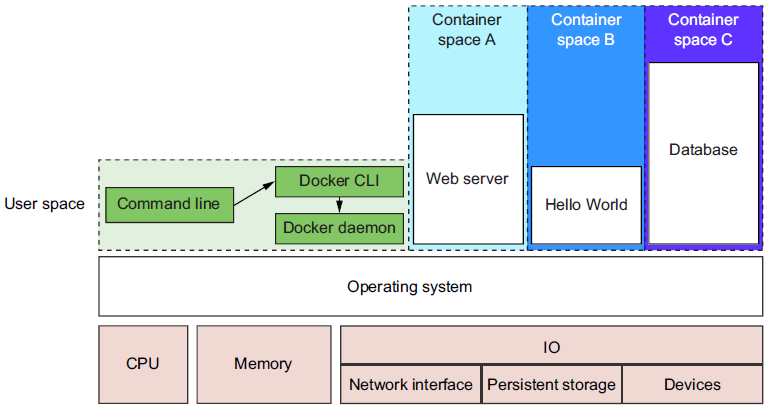 Container
space A
Container
space B
Container
space C
Database
Web server
Docker CLI
User space
Command line
Hello World
Docker daemon
Operating system
CPU
Memory
IO
Network interface
Persistent storage
Devices